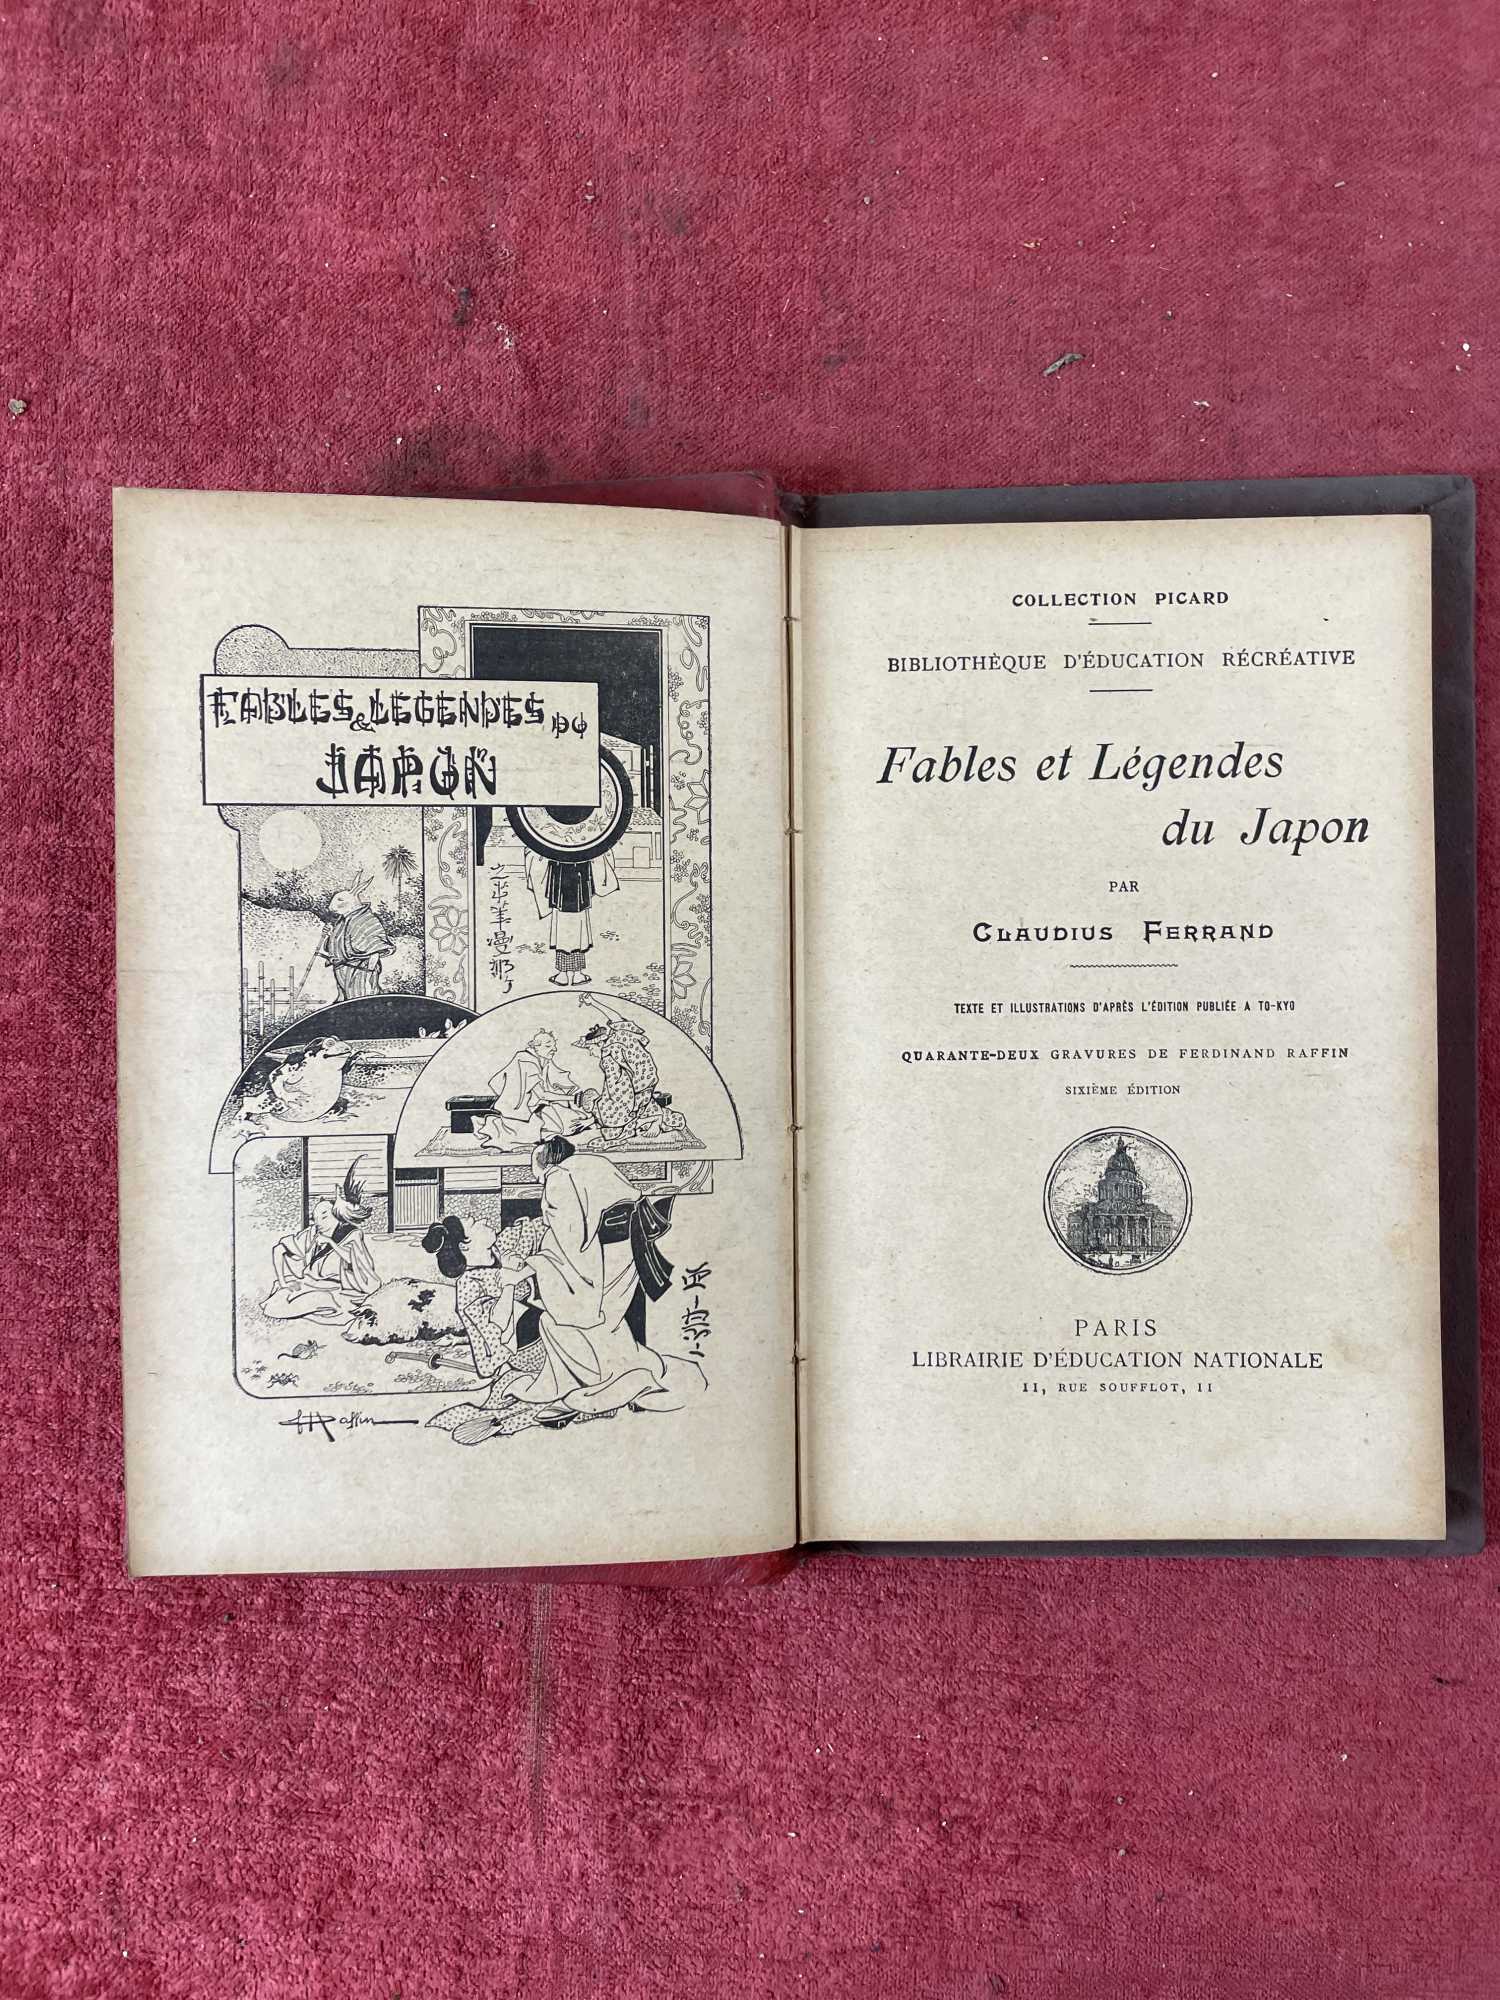 FABLES & LÉGENDES DU
JAPON
F Raffin
COLLECTION PICARD
BIBLIOTHÈQUE D'ÉDUCATION RÉCRÉATIVE
Fables et Légendes
du Japon
PAR
CLAUDIUS FERRAND
TEXTE ET ILLUSTRATIONS D'APRÈS L'ÉDITION PUBLIÉE A TO-KYO
QUARANTE-DEUX GRAVURES DE FERDINAND RAFFIN
SIXIÈME ÉDITION
PARIS
LIBRAIRIE D'ÉDUCATION NATIONALE
11, RUE SOUFFLOT, 11